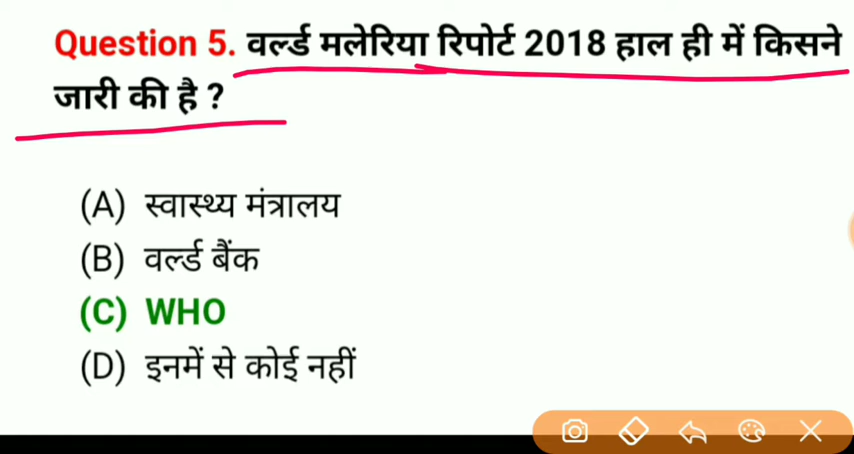 Question 5. वर्ल्ड मलेरिया रिपोर्ट 2018 हाल ही में किसने
जारी की है ?
(A) स्वास्थ्य मंत्रालय
(B) वर्ल्ड बैंक
(C) WHO
(D) इनमें से कोई नहीं